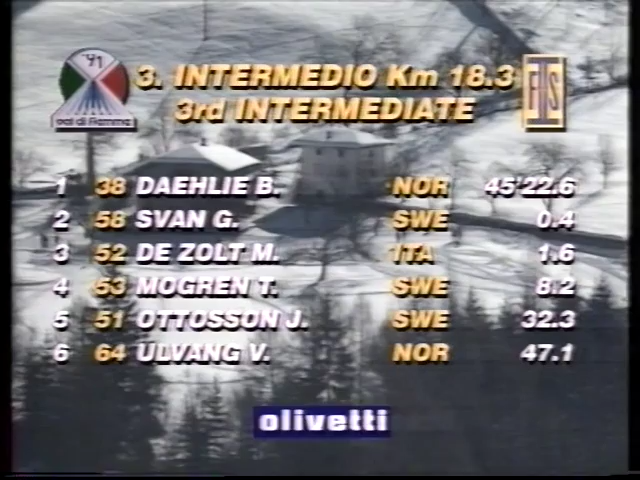 '91
val di Fiemme
3. INTERMEDIO Km 18.3
3rd INTERMEDIATE
FIS
1 38 DAEHLIE B. NOR 45'22.6
2 58 SVAN G. SWE 0.4
3 52 DE ZOLT M. ITA 1.6
4 53 MOGREN T. SWE 8.2
5 51 OTTOSSON J. SWE 32.3
6 64 ULVANG V. NOR 47.1
olivetti